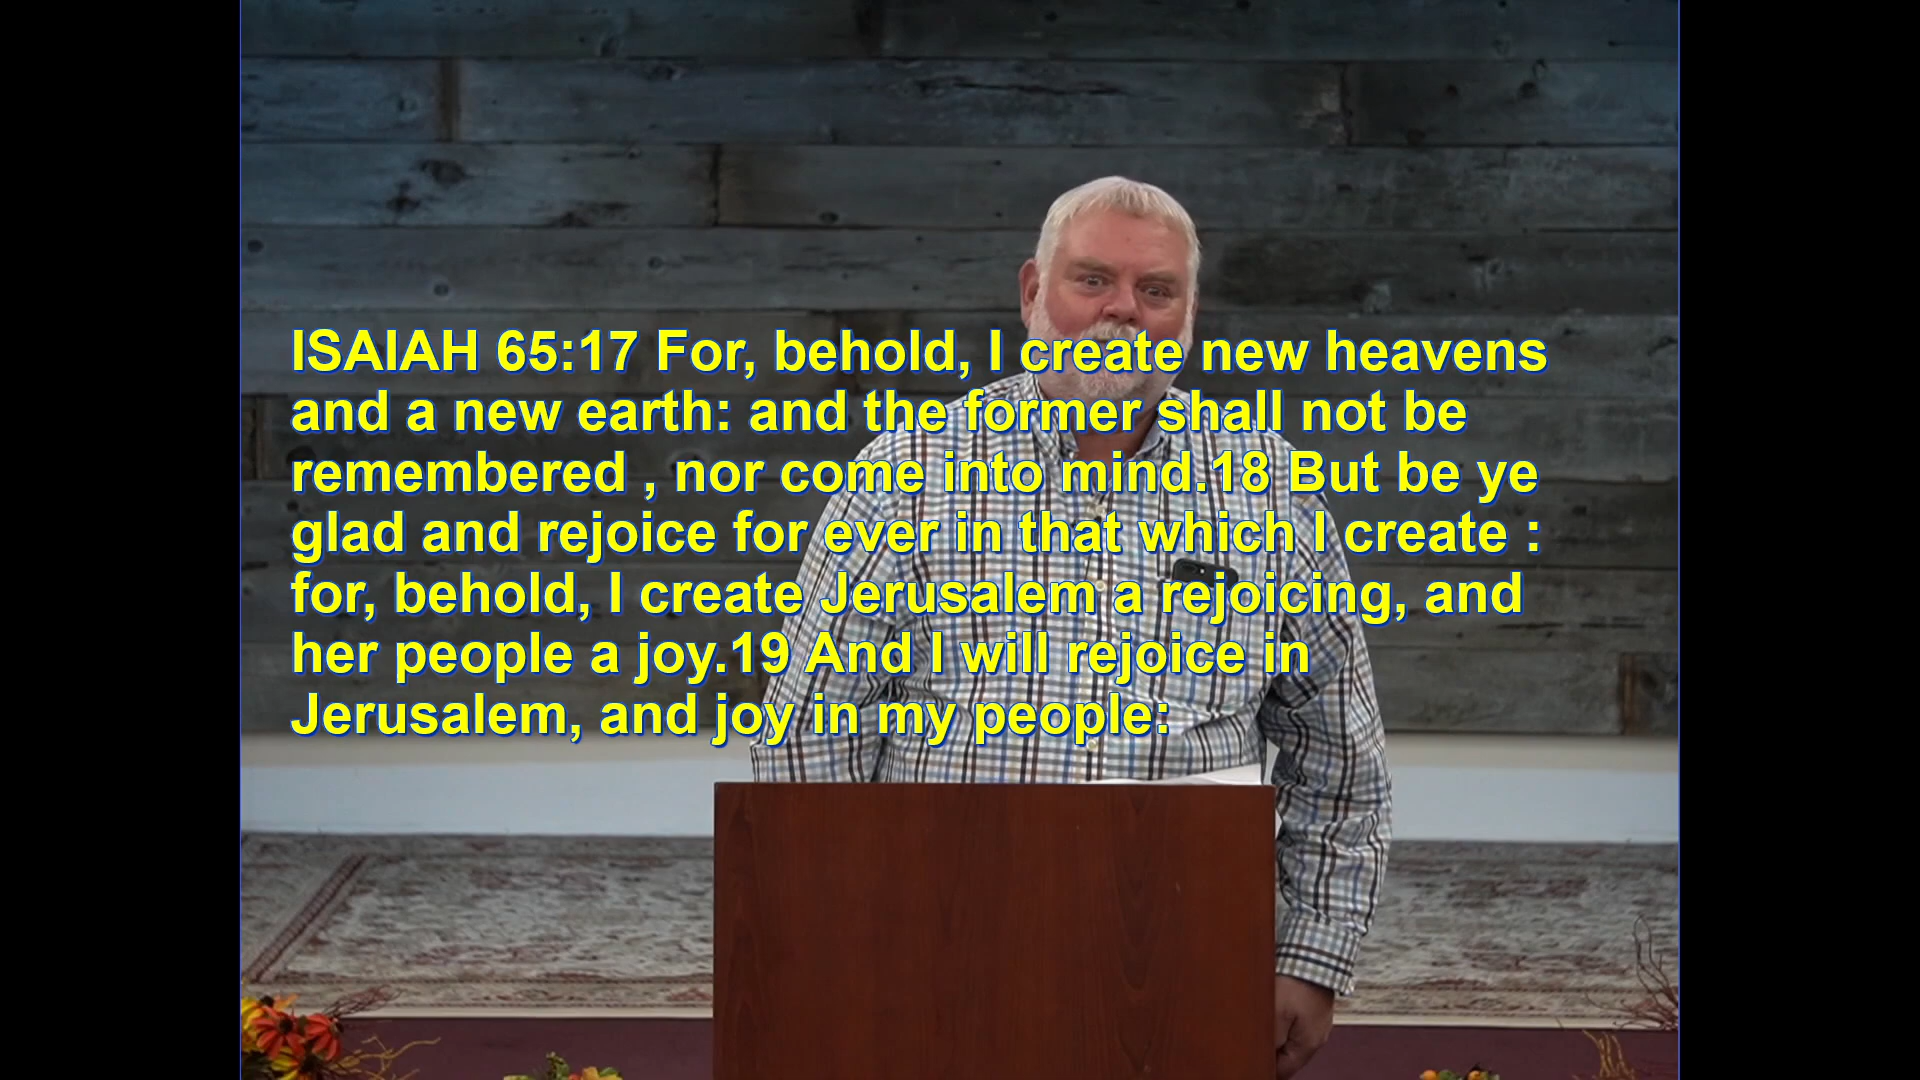 ISAIAH 65:17 For, behold, I create new heavens
and a new earth: and the former shall not be
remembered , nor come into mind.18 But be ye
glad and rejoice for ever in that which I create :
for, behold, I create Jerusalem a rejoicing, and
her people a joy.19 And I will rejoice in
Jerusalem, and joy in my people: